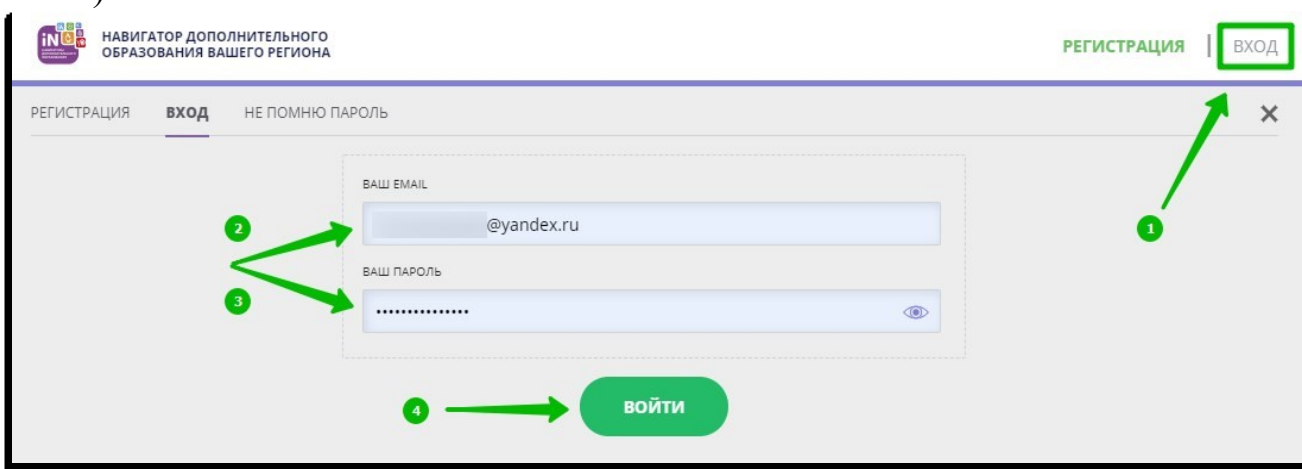 НАВИГАТОР ДОПОЛНИТЕЛЬНОГО
ОБРАЗОВАНИЯ ВАШЕГО РЕГИОНА
РЕГИСТРАЦИЯ | ВХОД
РЕГИСТРАЦИЯ ВХОД НЕ ПОМНЮ ПАРОЛЬ
ВАШ EMAIL
2
@yandex.ru
1
ВАШ ПАРОЛЬ
3
4
ВОЙТИ